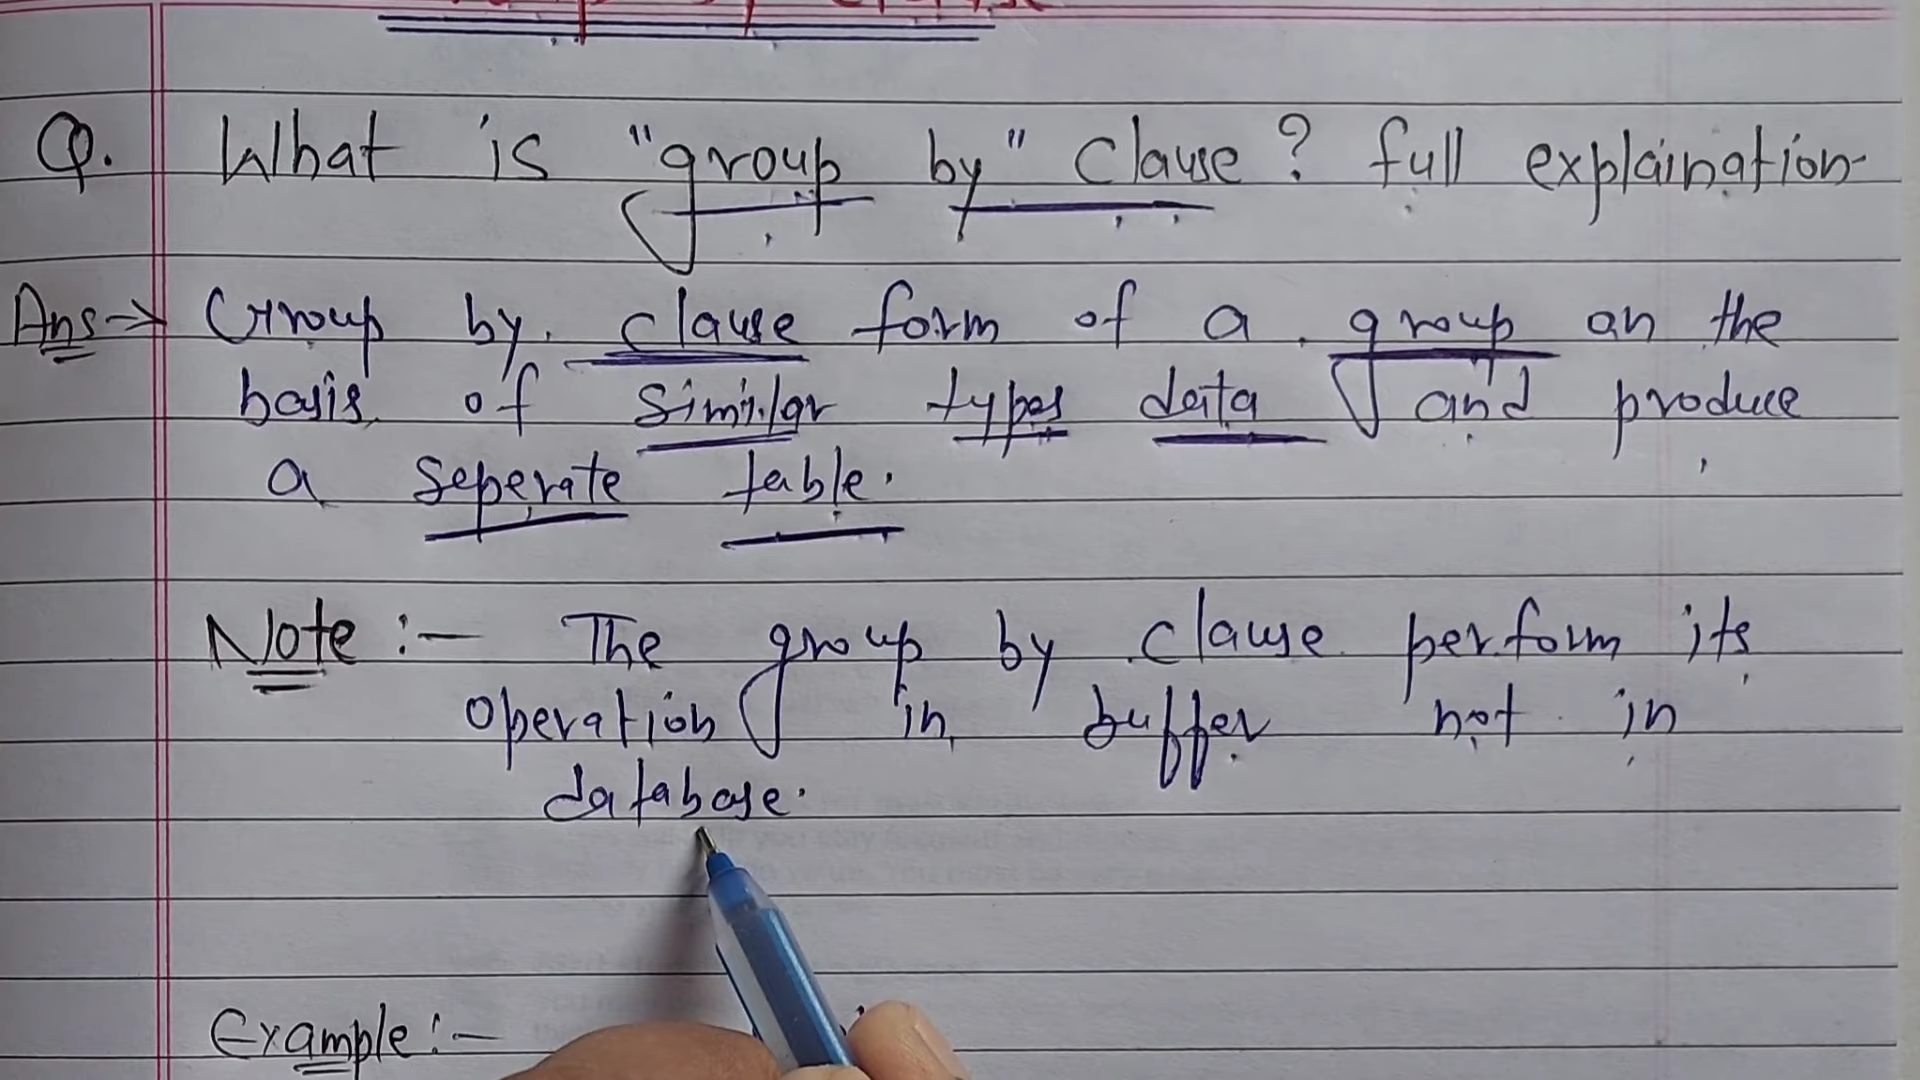 Q. What is "group by" Clause? full explaination-
Ans→ Group by clause form of a group on the
basis of similar types data and produce
a seperate table.
Note :- The group by clause perform its
operation in buffer not in
database.
Example :-